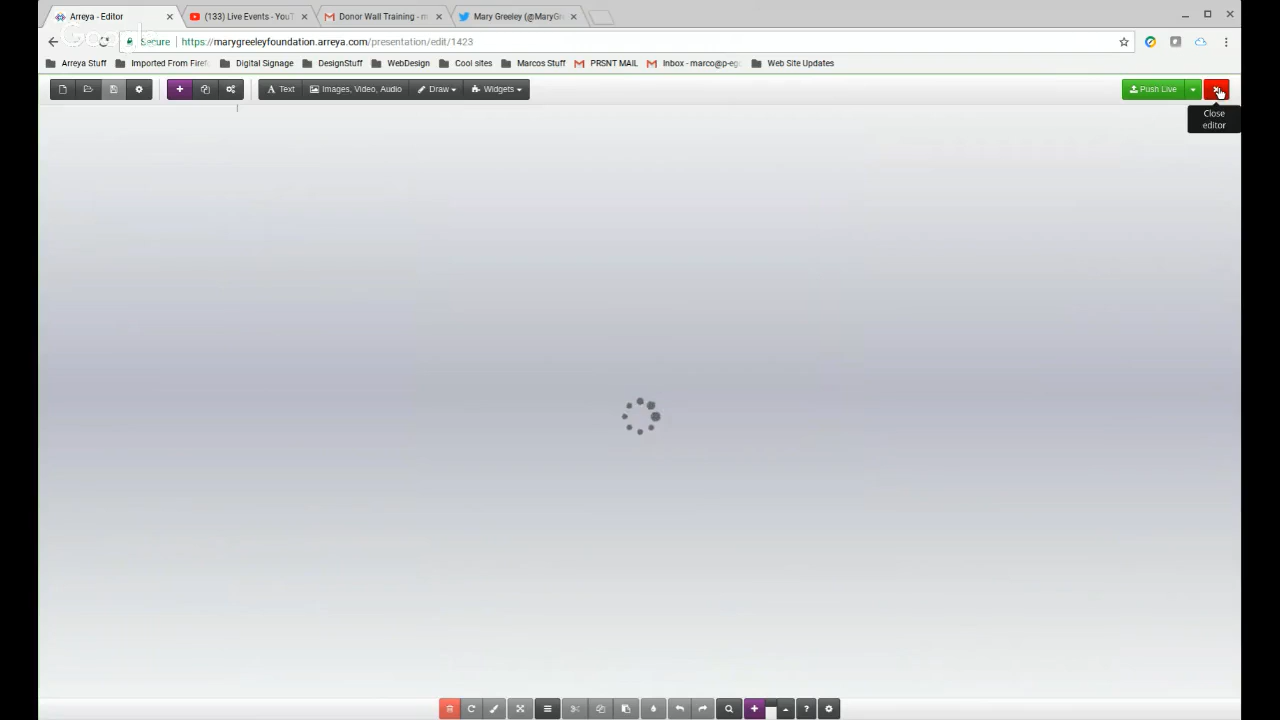 Arreya - Editor
(133) Live Events - YouT
Donor Wall Training - m
Mary Greeley (@MaryGr
Google
Secure
https://marygreeleyfoundation.arreya.com/presentation/edit/1423
Arreya Stuff
Imported From Firef
Digital Signage
DesignStuff
WebDesign
Cool sites
Marcos Stuff
PRSNT MAIL
Inbox - marco@p-eg
Web Site Updates
A Text
Images, Video, Audio
Draw
Widgets
Push Live
Close
editor
?